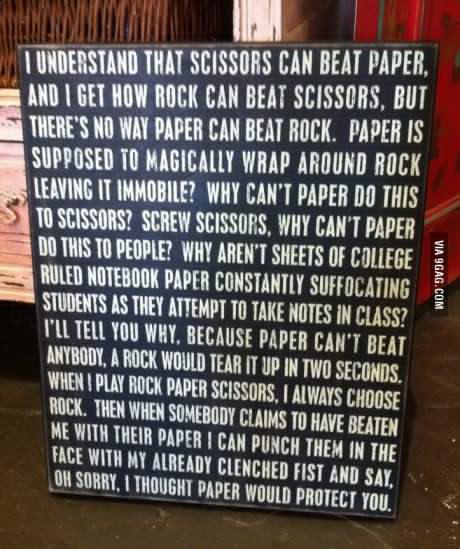 I UNDERSTAND THAT SCISSORS CAN BEAT PAPER,
AND I GET HOW ROCK CAN BEAT SCISSORS, BUT
THERE'S NO WAY PAPER CAN BEAT ROCK. PAPER IS
SUPPOSED TO MAGICALLY WRAP AROUND ROCK
LEAVING IT IMMOBILE? WHY CAN'T PAPER DO THIS
TO SCISSORS? SCREW SCISSORS, WHY CAN'T PAPER
DO THIS TO PEOPLE? WHY AREN'T SHEETS OF COLLEGE
RULED NOTEBOOK PAPER CONSTANTLY SUFFOCATING
STUDENTS AS THEY ATTEMPT TO TAKE NOTES IN CLASS?
I'LL TELL YOU WHY, BECAUSE PAPER CAN'T BEAT
ANYBODY, A ROCK WOULD TEAR IT UP IN TWO SECONDS.
WHEN I PLAY ROCK PAPER SCISSORS, I ALWAYS CHOOSE
ROCK. THEN WHEN SOMEBODY CLAIMS TO HAVE BEATEN
ME WITH THEIR PAPER I CAN PUNCH THEM IN THE
FACE WITH MY ALREADY CLENCHED FIST AND SAY,
OH SORRY, I THOUGHT PAPER WOULD PROTECT YOU.
VIA 9GAG.COM